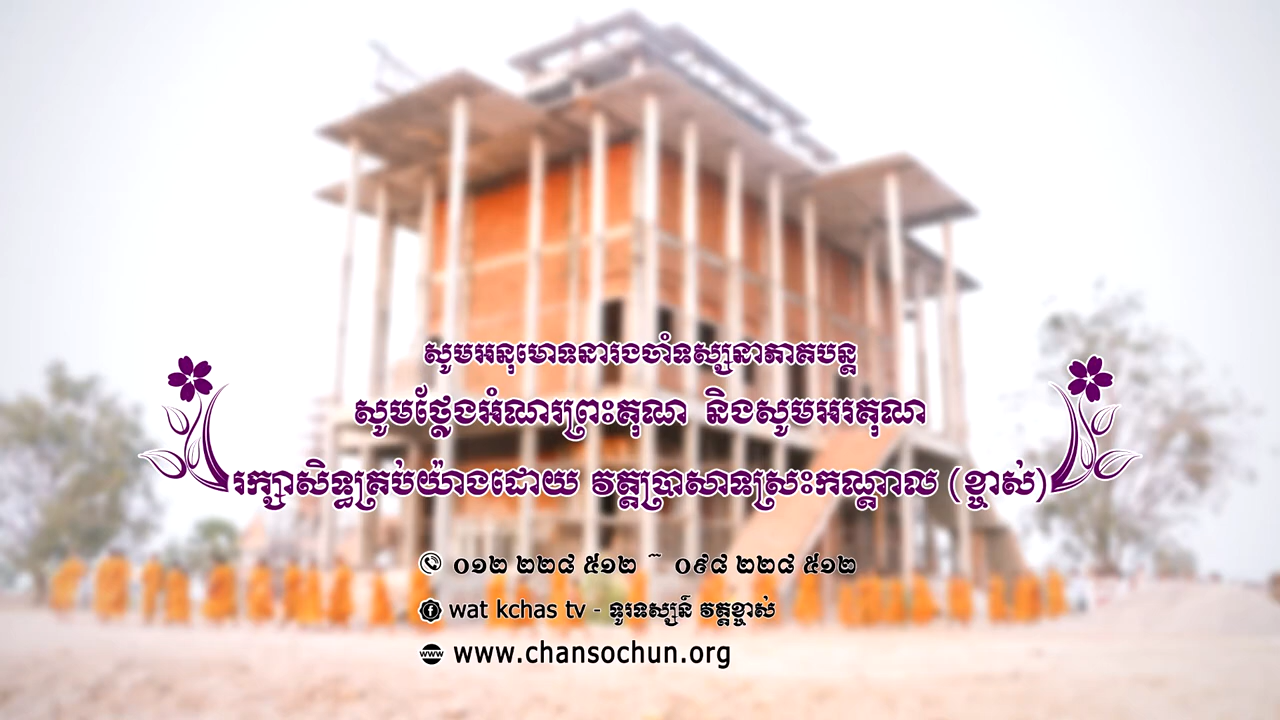 សូមអនុមោទនារងចាំទស្សនាភាគបន្ត
សូមថ្លែងអំណរព្រះគុណ និងសូមអរគុណ
រក្សាសិទ្ធគ្រប់យ៉ាងដោយ វត្តប្រាសាទស្រះកណ្ដាល (ខ្ចាស់)
០១២ ២២៨ ៥១២ ~ ០៩៨ ២២៨ ៥១២
wat kchas tv - ទូរទស្សន៍ វត្តខ្ចាស់
www www.chansochun.org